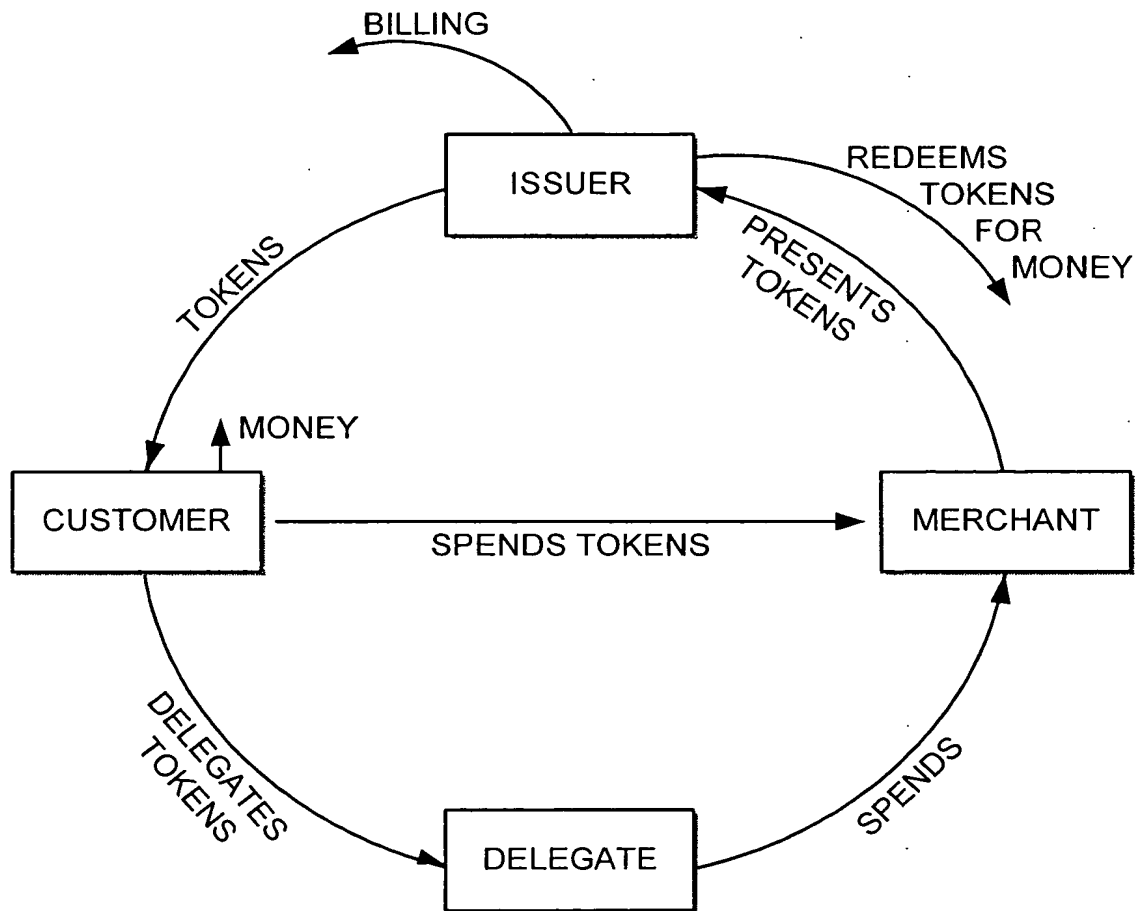 BILLING
ISSUER
REDEEMS
TOKENS
FOR
MONEY
PRESENTS
TOKENS
TOKENS
MONEY
CUSTOMER
SPENDS TOKENS
MERCHANT
DELEGATES
TOKENS
DELEGATE
SPENDS